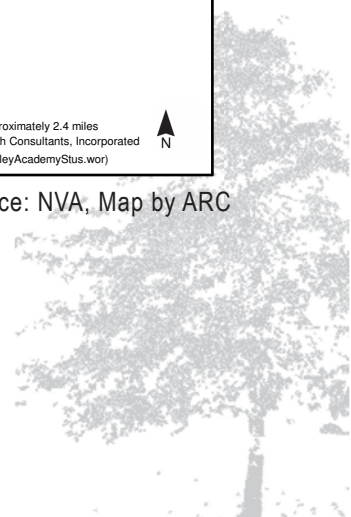 roximately 2.4 miles
h Consultants, Incorporated
N
leyAcademyStus.wor)
ce: NVA, Map by ARC